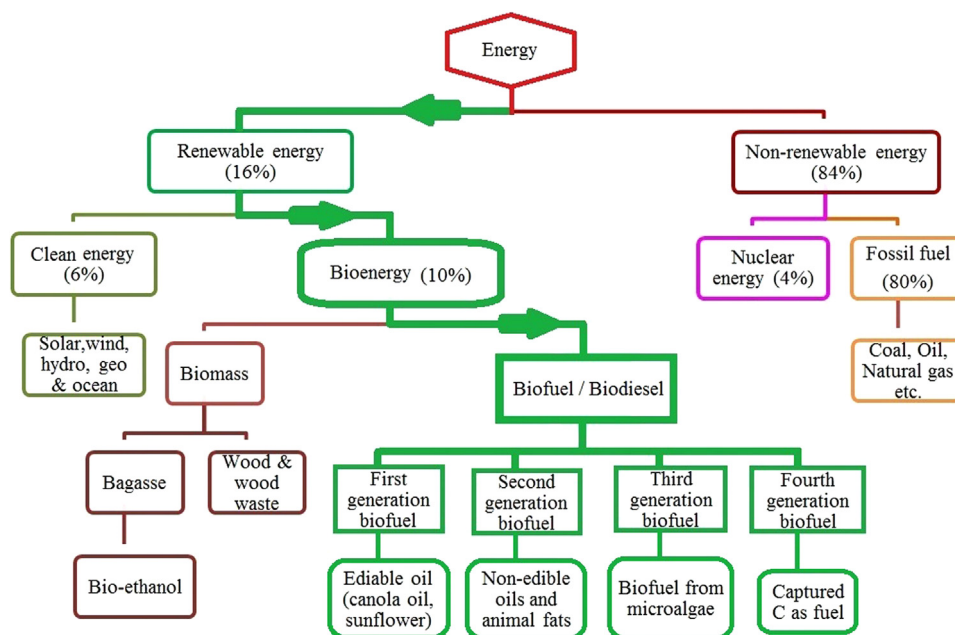 Energy
Renewable energy
(16%)
Non-renewable energy
(84%)
Clean energy
(6%)
Bioenergy (10%)
Nuclear
energy (4%)
Fossil fuel
(80%)
Solar,wind,
hydro, geo
& ocean
Biomass
Biofuel / Biodiesel
Coal, Oil,
Natural gas
etc.
Bagasse
Wood &
wood
waste
First
generation
biofuel
Second
generation
biofuel
Third
generation
biofuel
Fourth
generation
biofuel
Bio-ethanol
Ediable oil
(canola oil,
sunflower)
Non-edible
oils and
animal fats
Biofuel from
microalgae
Captured
C as fuel